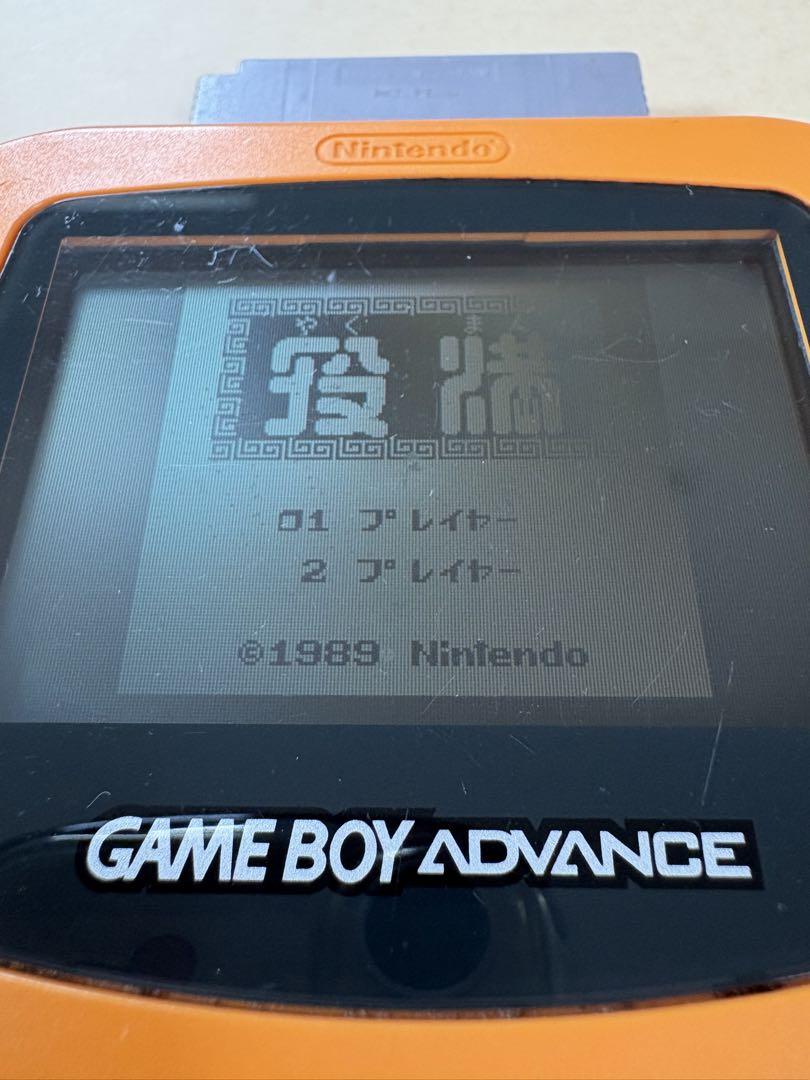 Nintendo
やくまん
役満
01 プレイヤー
2 プレイヤー
©1989 Nintendo
GAME BOY ADVANCE